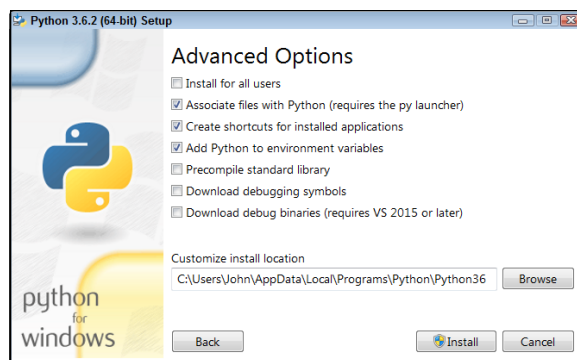 Python 3.6.2 (64-bit) Setup
Advanced Options
Install for all users
Associate files with Python (requires the py launcher)
Create shortcuts for installed applications
Add Python to environment variables
Precompile standard library
Download debugging symbols
Download debug binaries (requires VS 2015 or later)
Customize install location
C:\Users\John\AppData\Local\Programs\Python\Python36
Browse
python
for
windows
Back
Install
Cancel